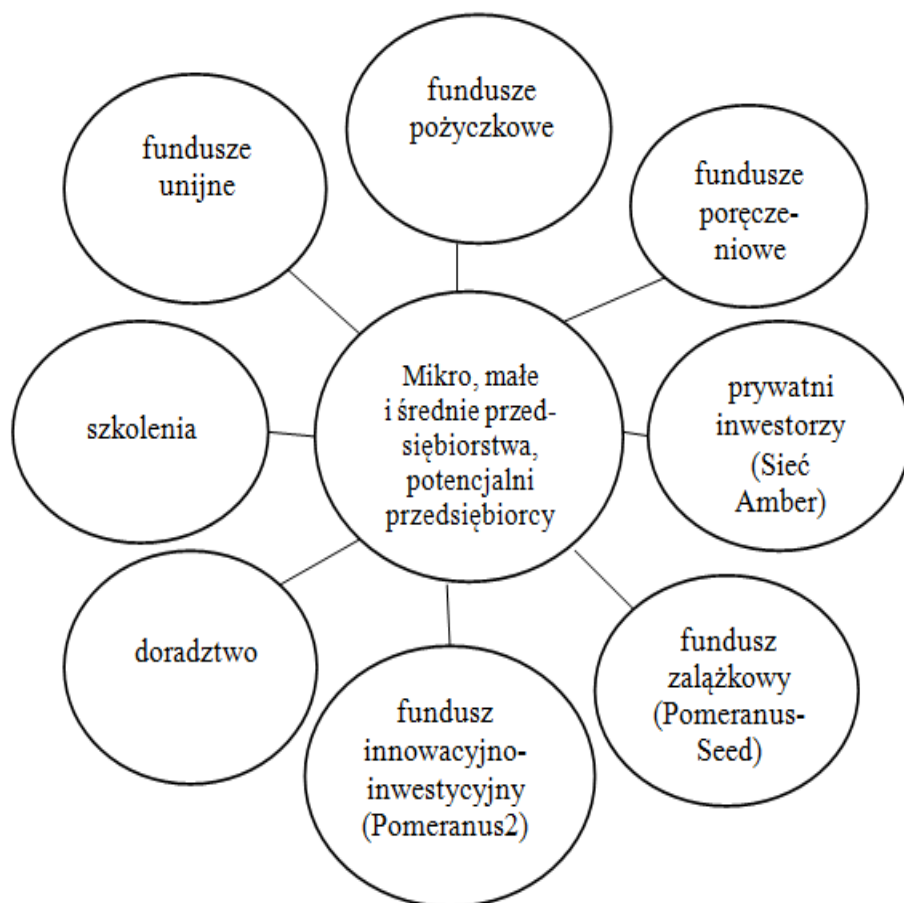 fundusze
pożyczkowe
fundusze
unijne
fundusze
poręcze-
niowe
szkolenia
Mikro, małe
i średnie przed-
siębiorstwa,
potencjalni
przedsiębiorcy
prywatni
inwestorzy
(Sieć
Amber)
doradztwo
fundusz
innowacyjno-
inwestycyjny
(Pomeranus2)
fundusz
zalążkowy
(Pomeranus-
Seed)